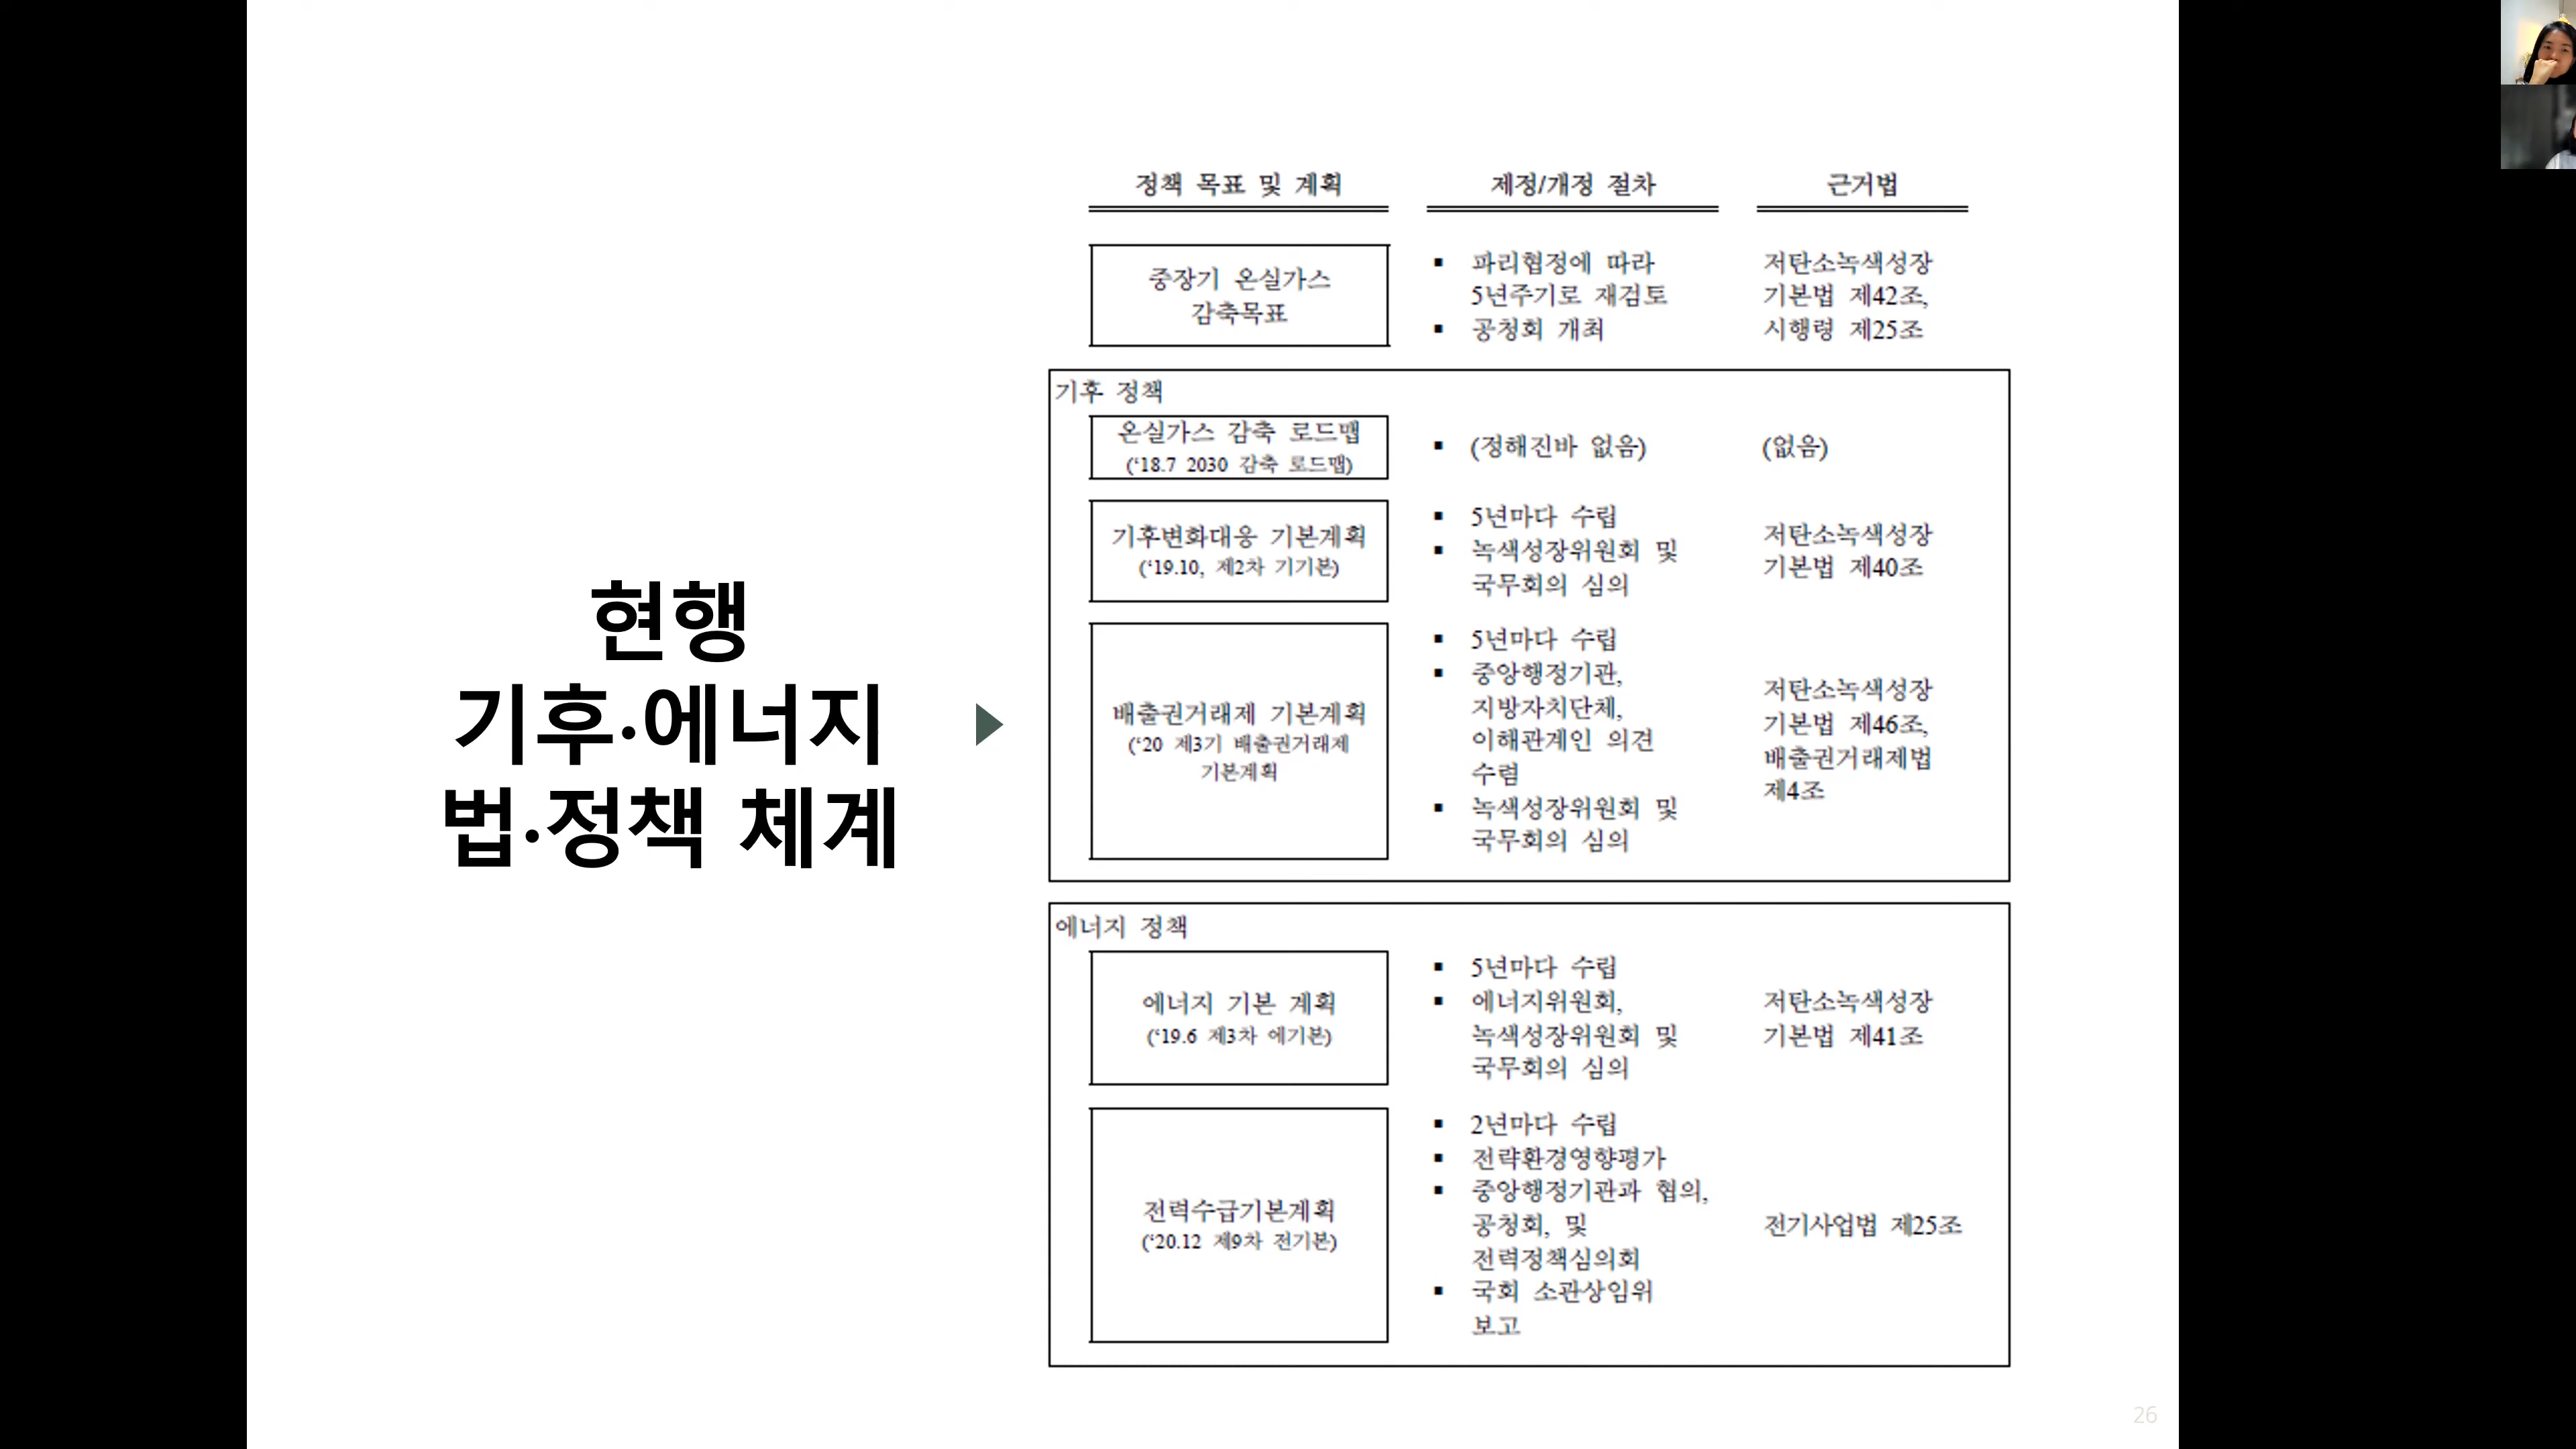 현행
기후·에너지
법·정책 체계
정책 목표 및 계획
제정/개정 절차
근거법
중장기 온실가스
감축목표
▪ 파리협정에 따라
5년주기로 재검토
▪ 공청회 개최
저탄소녹색성장
기본법 제42조,
시행령 제25조
기후 정책
온실가스 감축 로드맵
(‘18.7 2030 감축 로드맵)
▪ (정해진바 없음)
(없음)
기후변화대응 기본계획
(‘19.10, 제2차 기기본)
▪ 5년마다 수립
▪ 녹색성장위원회 및
국무회의 심의
저탄소녹색성장
기본법 제40조
배출권거래제 기본계획
(‘20 제3기 배출권거래제
기본계획
▪ 5년마다 수립
▪ 중앙행정기관,
지방자치단체,
이해관계인 의견
수렴
▪ 녹색성장위원회 및
국무회의 심의
저탄소녹색성장
기본법 제46조,
배출권거래제법
제4조
에너지 정책
에너지 기본 계획
(‘19.6 제3차 에기본)
▪ 5년마다 수립
▪ 에너지위원회,
녹색성장위원회 및
국무회의 심의
저탄소녹색성장
기본법 제41조
전력수급기본계획
(‘20.12 제9차 전기본)
▪ 2년마다 수립
▪ 전략환경영향평가
▪ 중앙행정기관과 협의,
공청회, 및
전력정책심의회
▪ 국회 소관상임위
보고
전기사업법 제25조
26